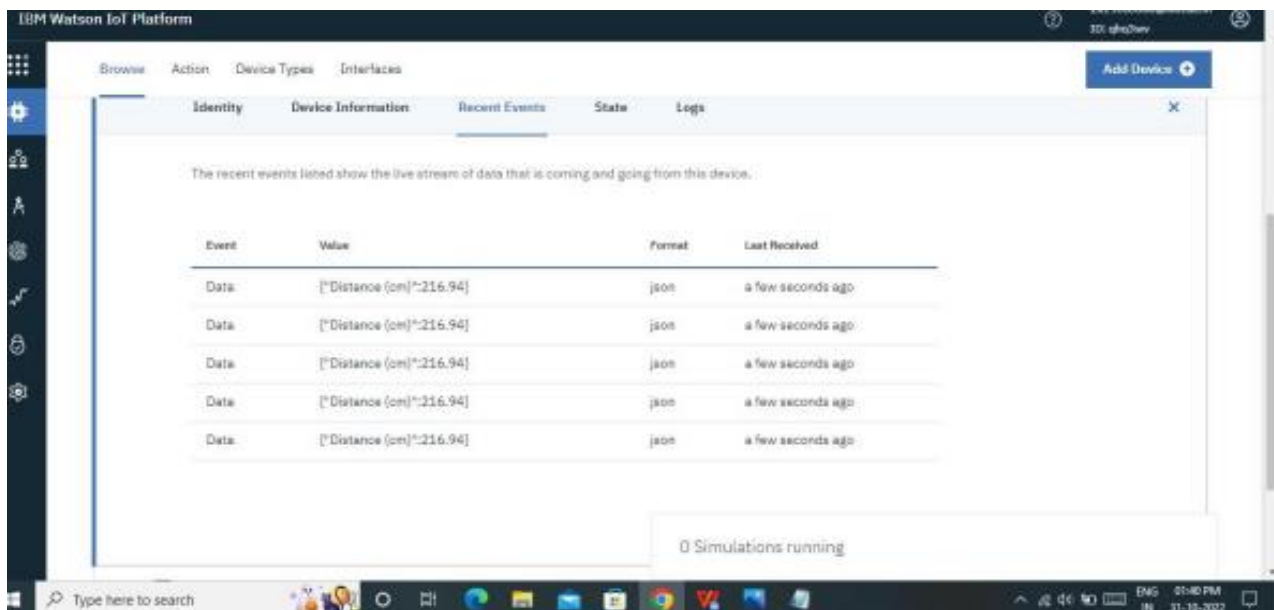 IBM Watson IoT Platform
Browse Action Device Types Interfaces
Add Device
Identity Device Information Recent Events State Logs
The recent events listed show the live stream of data that is coming and going from this device.
Event Value Format Last Received
Data {"Distance (cm)":216.94} json a few seconds ago
Data {"Distance (cm)":216.94} json a few seconds ago
Data {"Distance (cm)":216.94} json a few seconds ago
Data {"Distance (cm)":216.94} json a few seconds ago
Data {"Distance (cm)":216.94} json a few seconds ago
0 Simulations running
Type here to search
ENG 01:40 PM
IN 31-10-2022